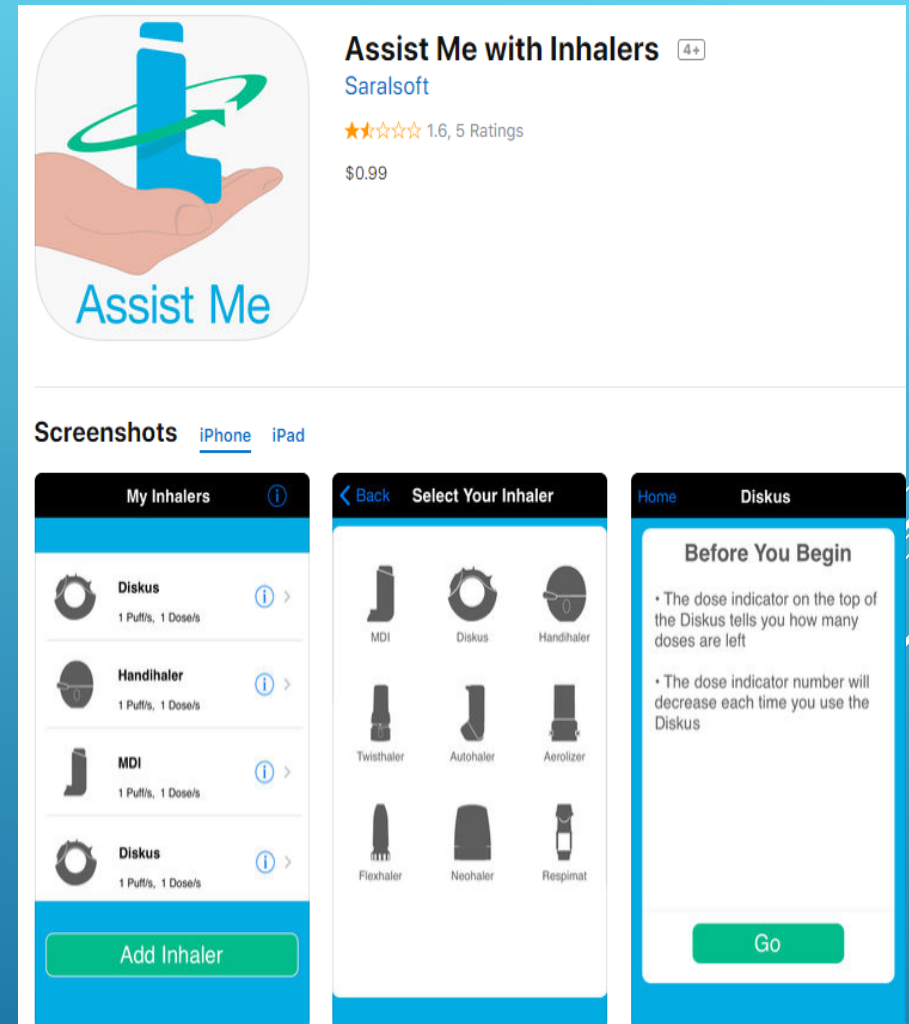 Assist Me with Inhalers 4+
Saralsoft
1.6, 5 Ratings
$0.99
Assist Me
Screenshots iPhone iPad
My Inhalers
Diskus
1 Puff/s, 1 Dose/s
Handihaler
1 Puff/s, 1 Dose/s
MDI
1 Puff/s, 1 Dose/s
Diskus
1 Puff/s, 1 Dose/s
Add Inhaler
Back Select Your Inhaler
MDI Diskus Handihaler
Twisthaler Autohaler Aerolizer
Flexhaler Neohaler Respimat
Home Diskus
Before You Begin
• The dose indicator on the top of
the Diskus tells you how many
doses are left
• The dose indicator number will
decrease each time you use the
Diskus
Go